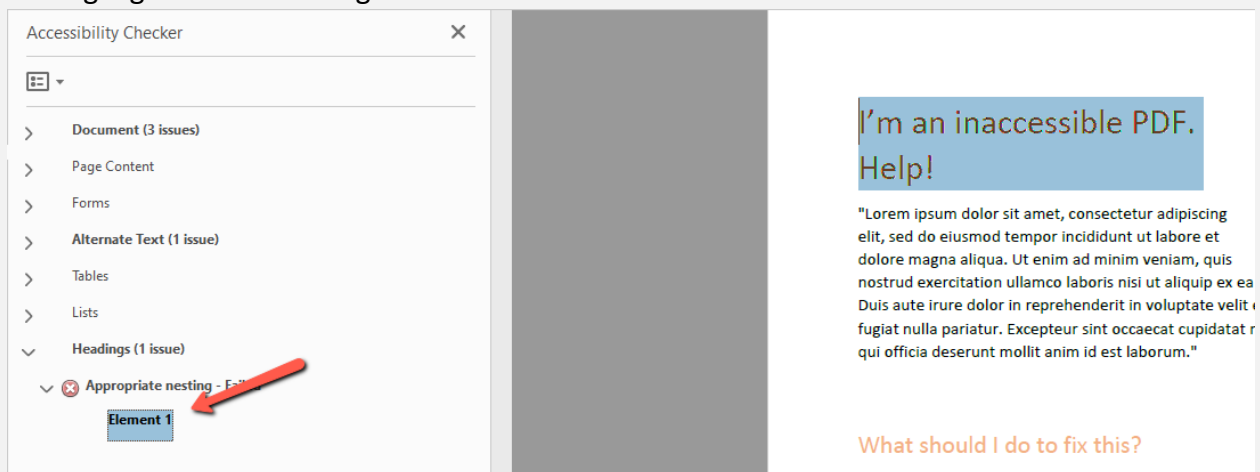 Accessibility Checker
Document (3 issues)
Page Content
Forms
Alternate Text (1 issue)
Tables
Lists
Headings (1 issue)
Appropriate nesting -
Element 1
I'm an inaccessible PDF.
Help!
"Lorem ipsum dolor sit amet, consectetur adipiscing
elit, sed do eiusmod tempor incididunt ut labore et
dolore magna aliqua. Ut enim ad minim veniam, quis
nostrud exercitation ullamco laboris nisi ut aliquip ex ea
Duis aute irure dolor in reprehenderit in voluptate velit
fugiat nulla pariatur. Excepteur sint occaecat cupidatat
qui officia deserunt mollit anim id est laborum."
What should I do to fix this?